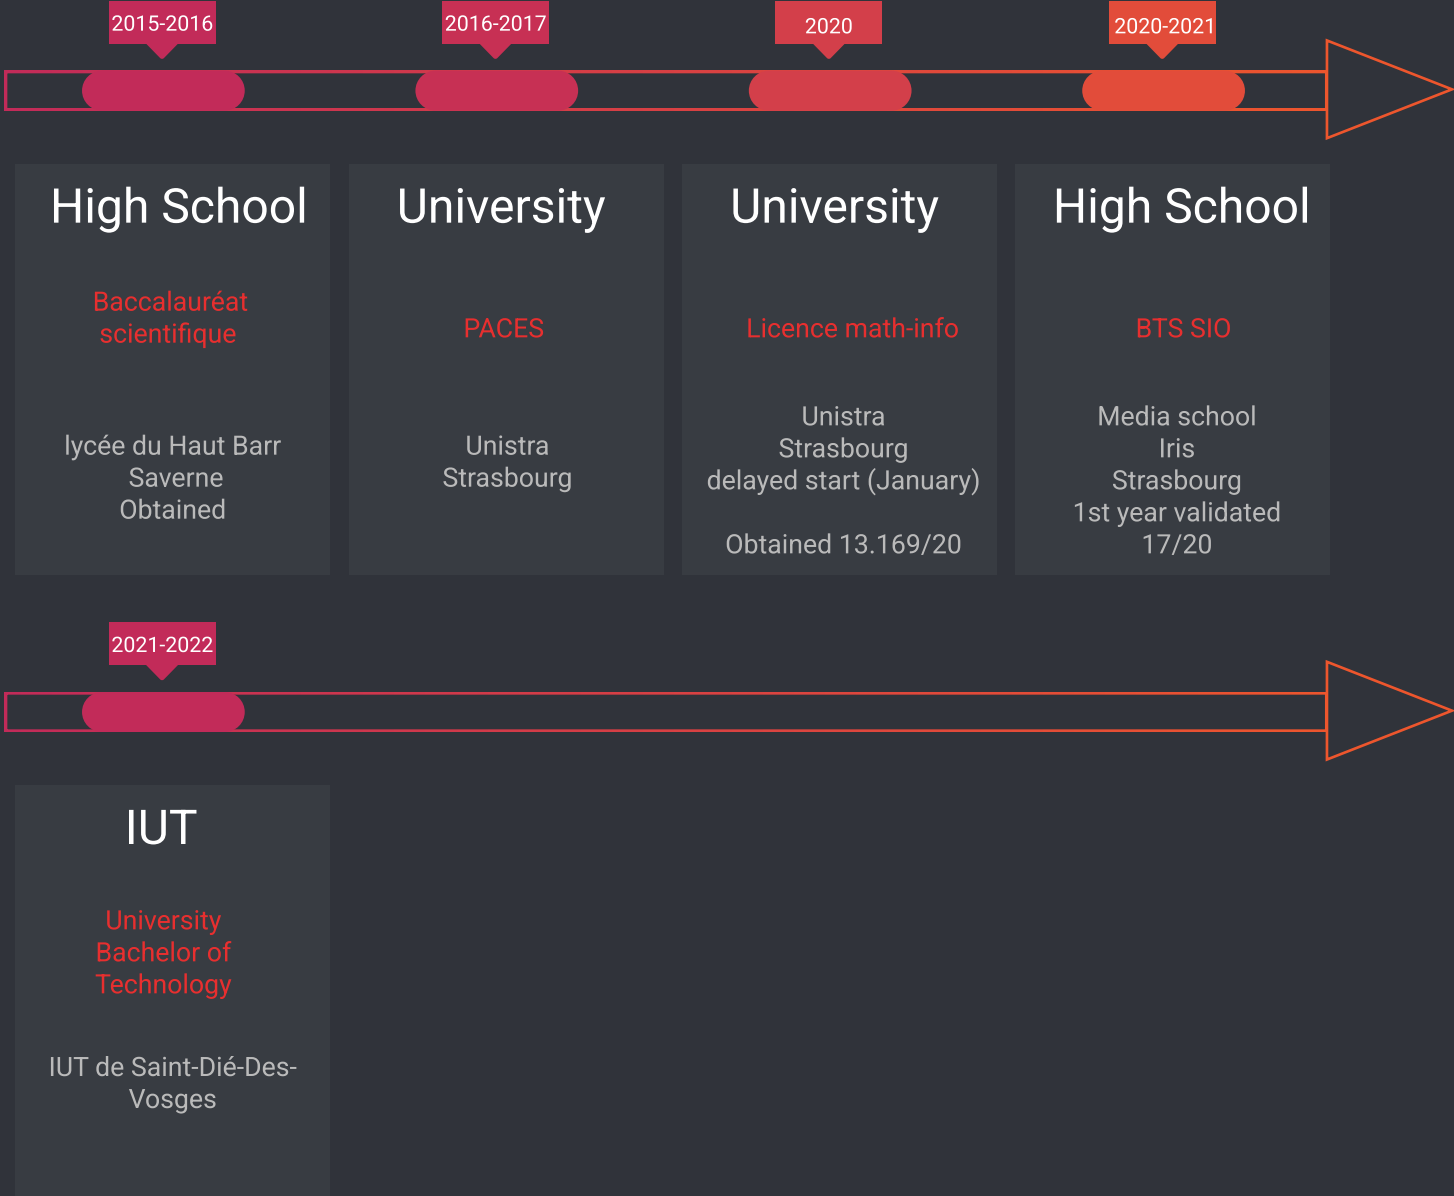 2015-2016
2016-2017
2020
2020-2021
High School
Baccalauréat
scientifique
lycée du Haut Barr
Saverne
Obtained
University
PACES
Unistra
Strasbourg
University
Licence math-info
Unistra
Strasbourg
delayed start (January)
Obtained 13.169/20
High School
BTS SIO
Media school
Iris
Strasbourg
1st year validated
17/20
2021-2022
IUT
University
Bachelor of
Technology
IUT de Saint-Dié-Des-
Vosges